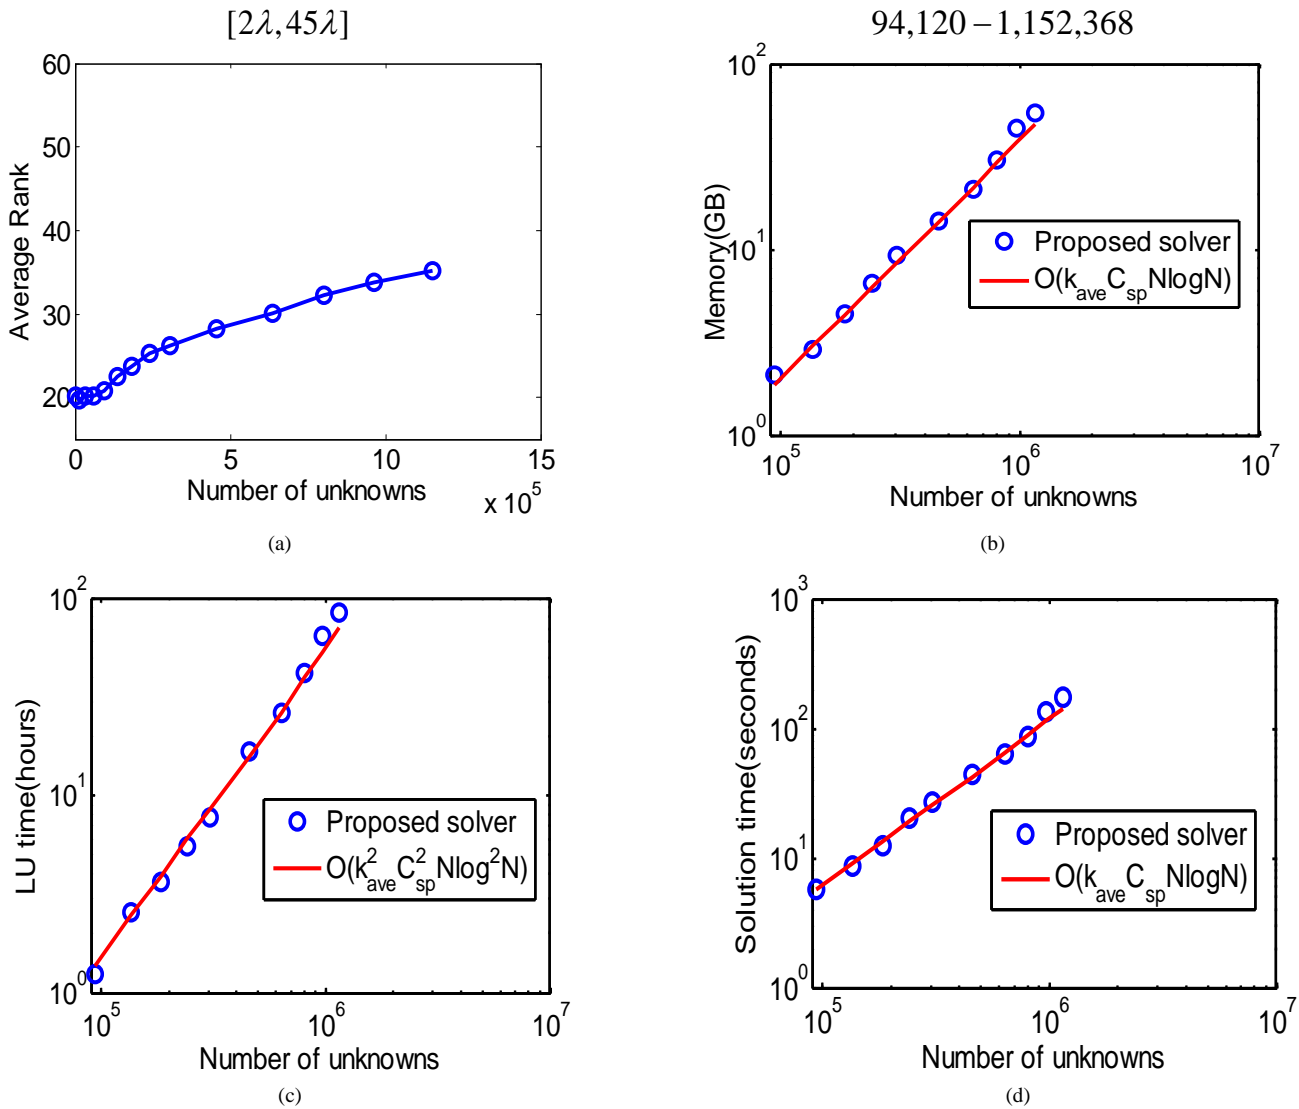 [2λ,45λ]
94,120 – 1,152,368
60
50
40
30
20
Average Rank
0
5
10
15
x 10^5
Number of unknowns
(a)
10^2
10^1
10^0
Memory(GB)
Proposed solver
O(k_ave C_sp NlogN)
10^5
10^6
10^7
Number of unknowns
(b)
10^2
10^1
10^0
LU time(hours)
Proposed solver
O(k^2_ave C^2_sp Nlog^2N)
10^5
10^6
10^7
Number of unknowns
(c)
10^3
10^2
10^1
10^0
Solution time(seconds)
Proposed solver
O(k_ave C_sp NlogN)
10^5
10^6
10^7
Number of unknowns
(d)